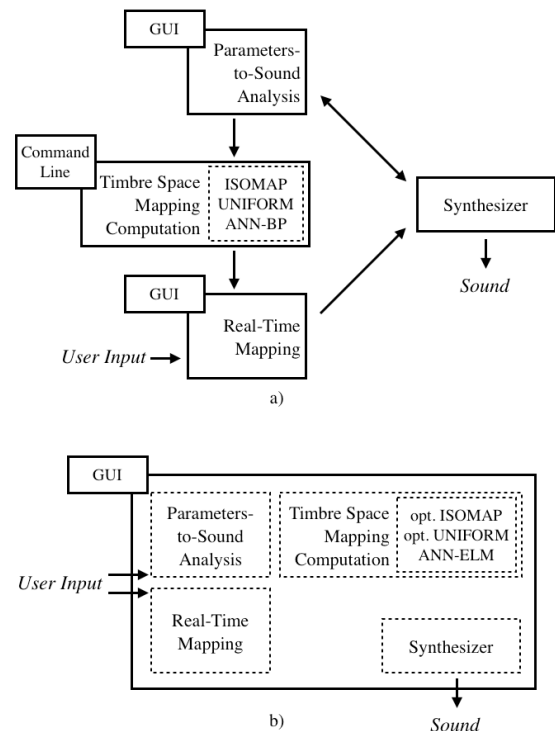 GUI
Parameters-
to-Sound
Analysis
Command
Line
Timbre Space
Mapping
Computation
ISOMAP
UNIFORM
ANN-BP
Synthesizer
Sound
GUI
Real-Time
Mapping
User Input
a)
GUI
Parameters-
to-Sound
Analysis
Timbre Space
Mapping
Computation
opt. ISOMAP
opt. UNIFORM
ANN-ELM
User Input
Real-Time
Mapping
Synthesizer
b)
Sound